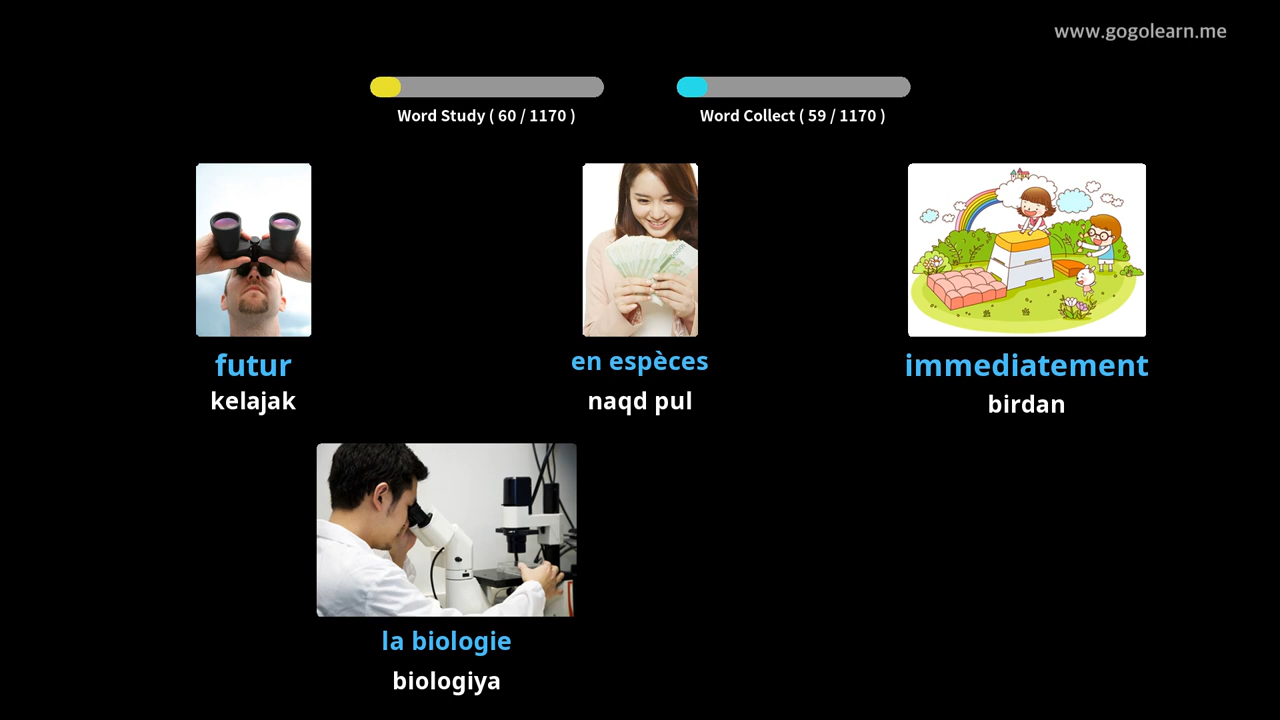 www.gogolearn.me
Word Study ( 60 / 1170 )
Word Collect ( 59 / 1170 )
futur
kelajak
en espèces
naqd pul
immediatement
birdan
la biologie
biologiya